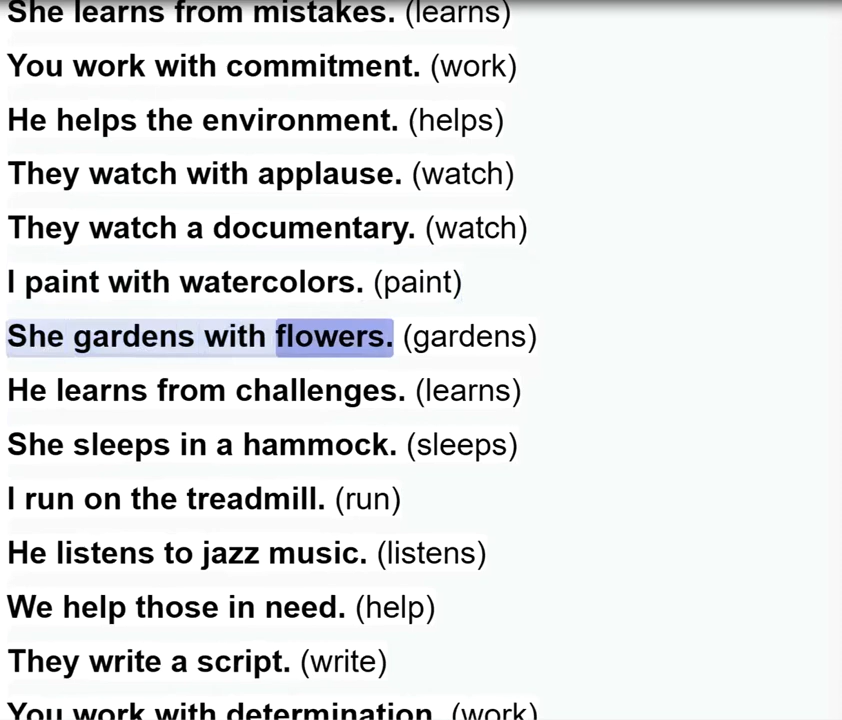 She learns from mistakes. (learns)
You work with commitment. (work)
He helps the environment. (helps)
They watch with applause. (watch)
They watch a documentary. (watch)
I paint with watercolors. (paint)
She gardens with flowers. (gardens)
He learns from challenges. (learns)
She sleeps in a hammock. (sleeps)
I run on the treadmill. (run)
He listens to jazz music. (listens)
We help those in need. (help)
They write a script. (write)
You work with determination. (work)